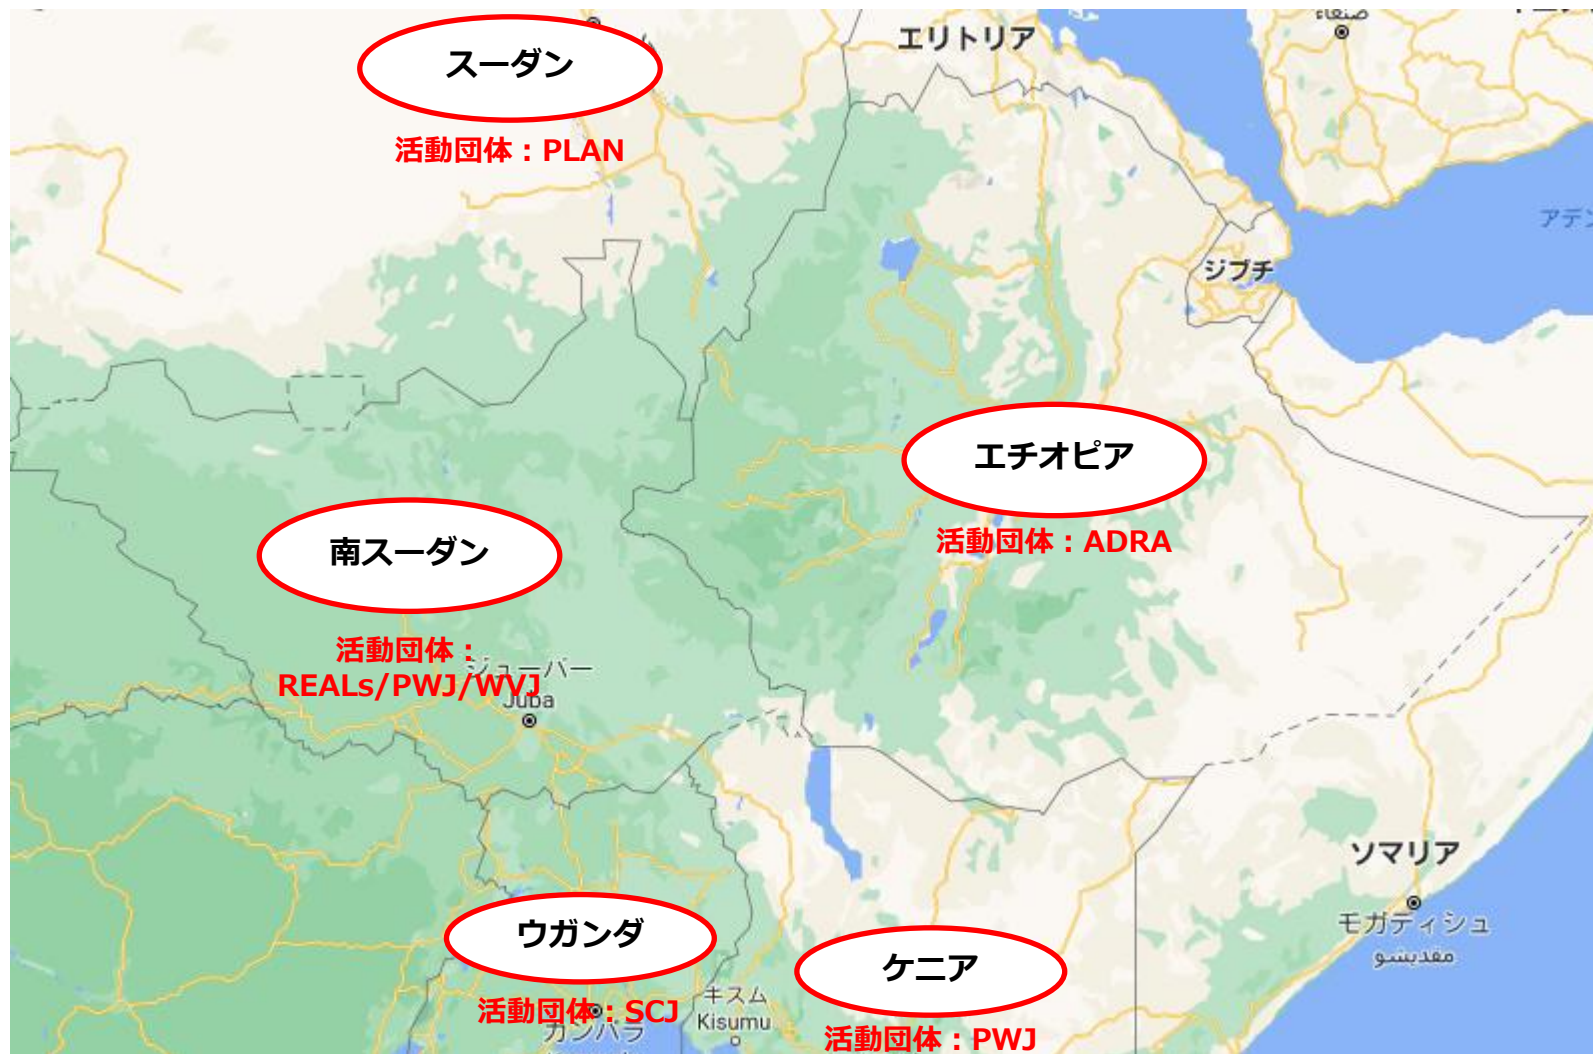 صنعاء
スーダン
エリトリア
活動団体：PLAN
アデン
ジブチ
エチオピア
活動団体：ADRA
南スーダン
活動団体：
REALs/PWJ/WVJ
ジューバー
Juba
ソマリア
モガディシュ
مقديشو
ウガンダ
ケニア
活動団体：SCJ
カンパラ
キスム
Kisumu
活動団体：PWJ